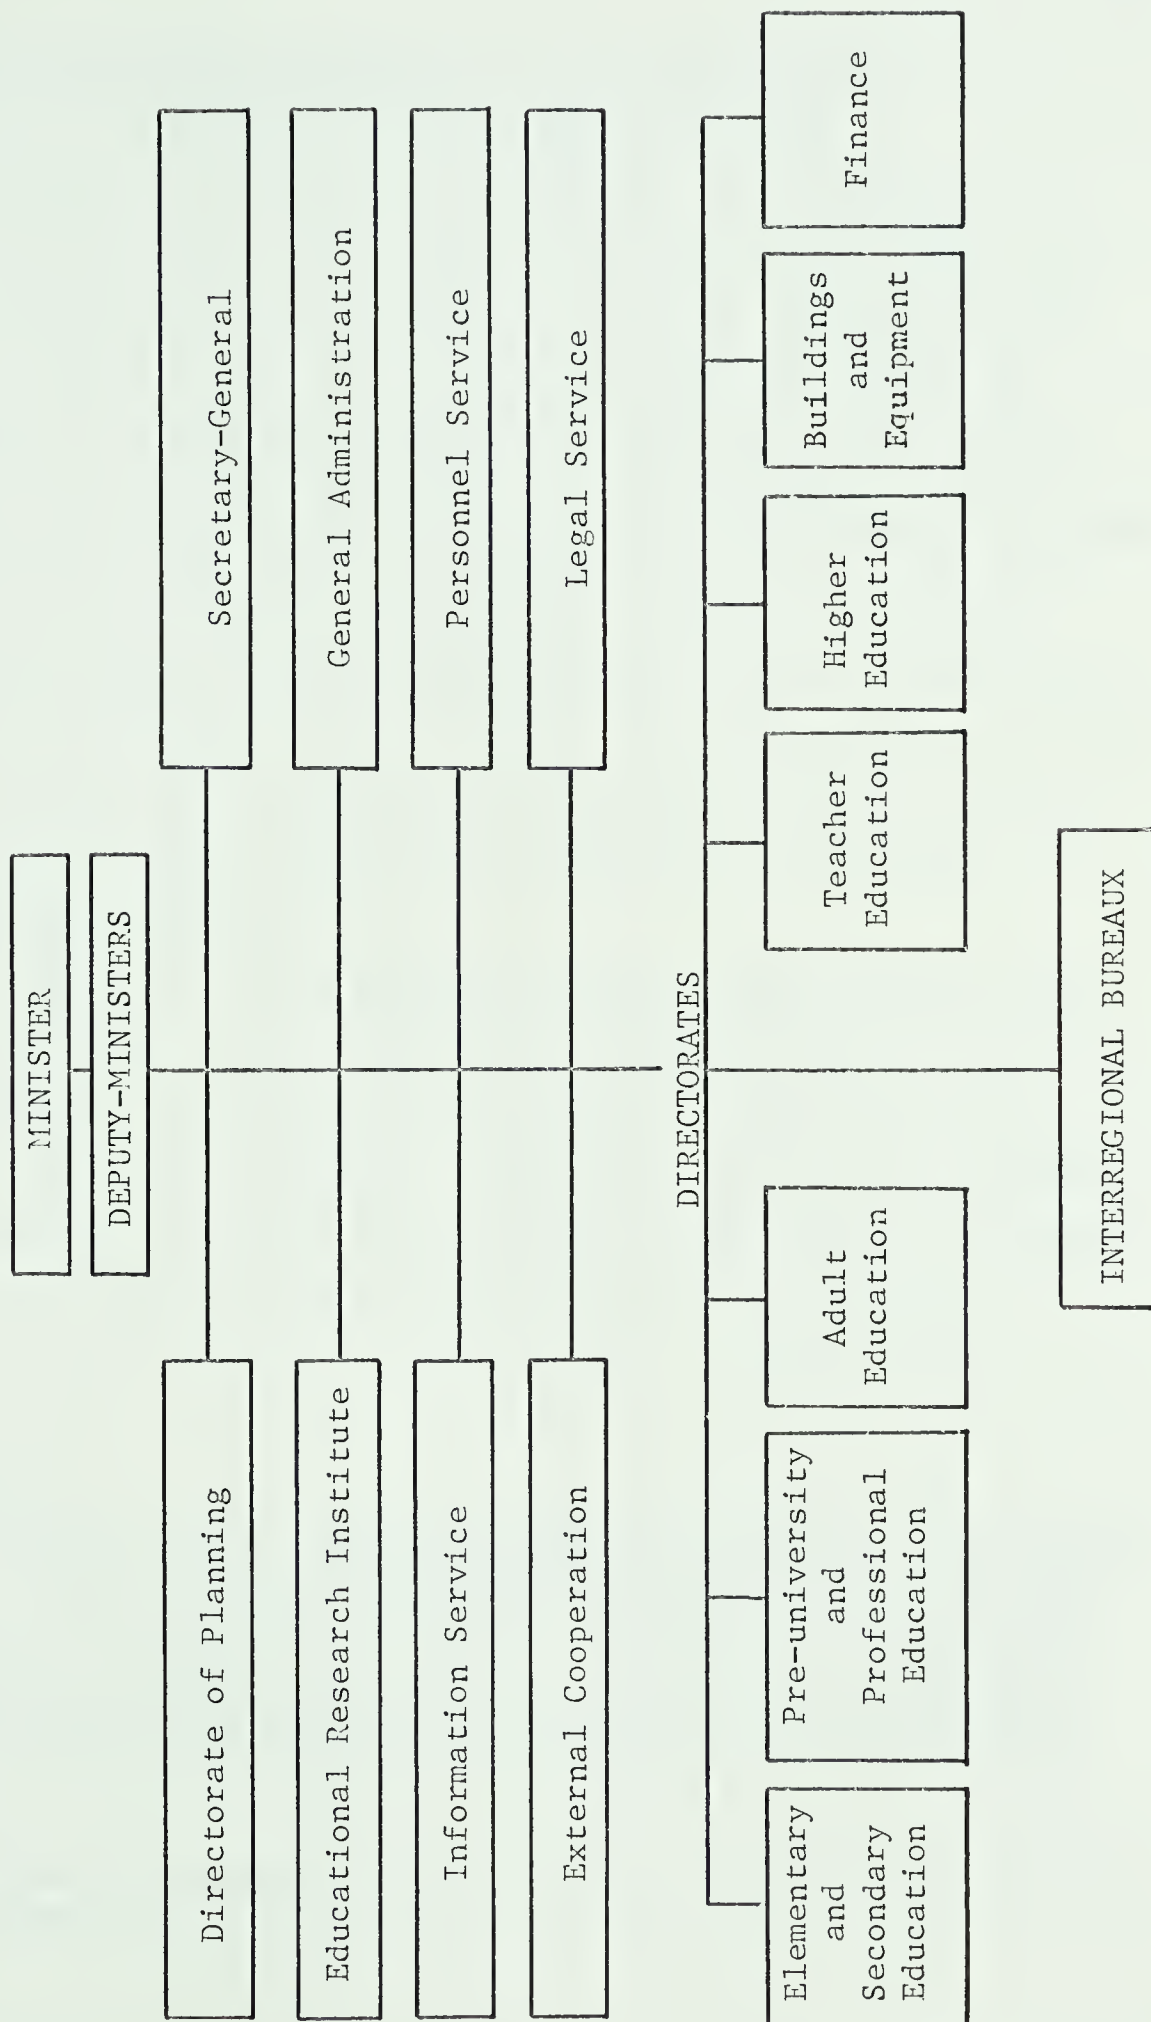 MINISTER
DEPUTY-MINISTERS
Directorate of Planning
Secretary-General
Educational Research Institute
General Administration
Information Service
Personnel Service
External Cooperation
Legal Service
DIRECTORATES
Elementary
and
Secondary
Education
Pre-university
and
Professional
Education
Adult
Education
Teacher
Education
Higher
Education
Buildings
and
Equipment
Finance
INTERREGIONAL BUREAUX